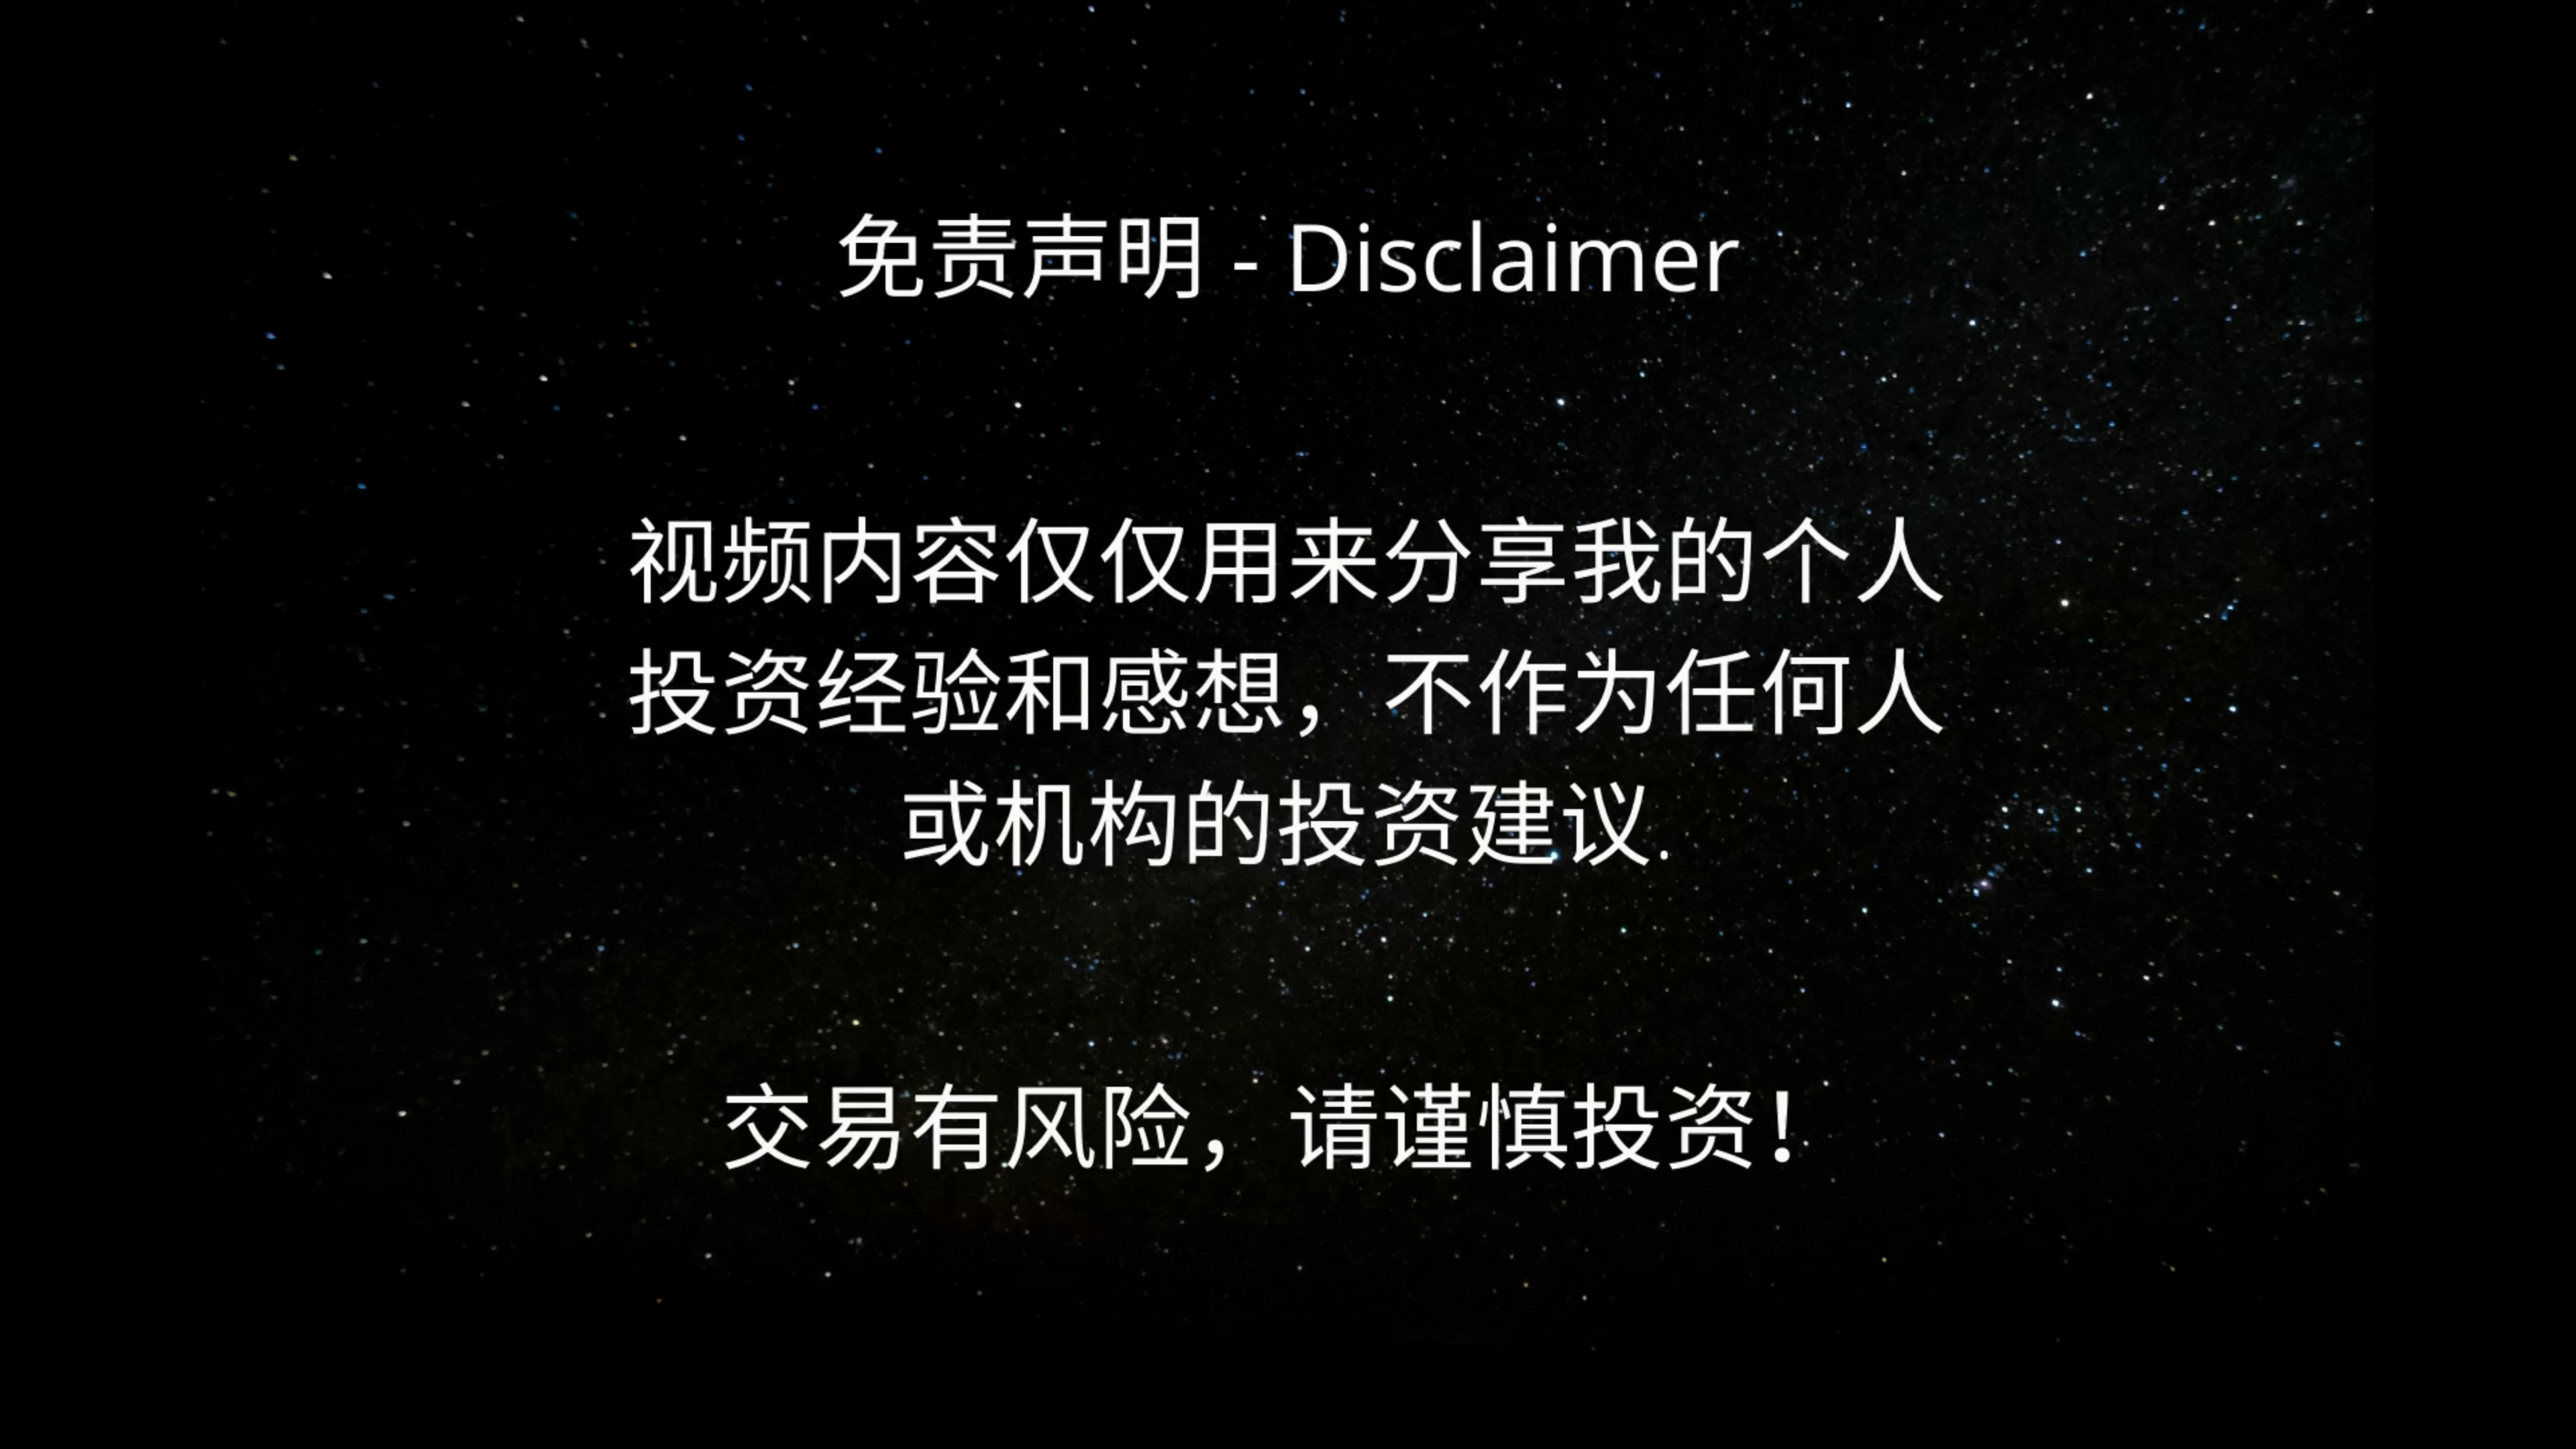 免责声明 - Disclaimer
视频内容仅仅用来分享我的个人
投资经验和感想，不作为任何人
或机构的投资建议.
交易有风险，请谨慎投资！